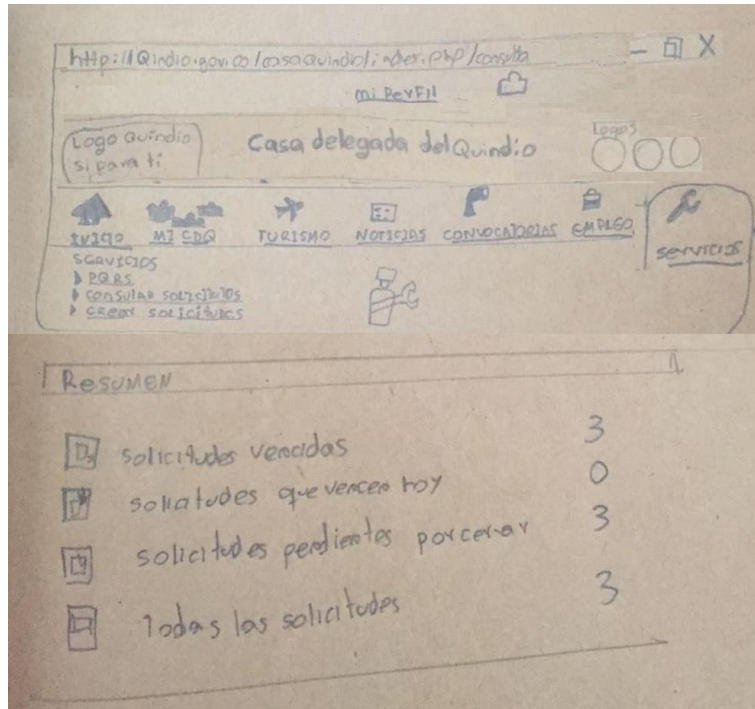 http://Qindio.gov.co/casaQuindio/index.php/consulta
mi PerFil
Logo Quindio
si para ti
Casa delegada del Quindio
Logos
INICIO MI CDQ TURISMO NOTICIAS CONVOCATORIAS EMPLEO servicios
SERVICIOS
PQRS
CONSULTAR SOLICITUDES
CREAR SOLICITUDES
RESUMEN
solicitudes vencidas 3
solicitudes que vencen hoy 0
solicitudes pendientes por cerrar 3
Todas las solicitudes 3